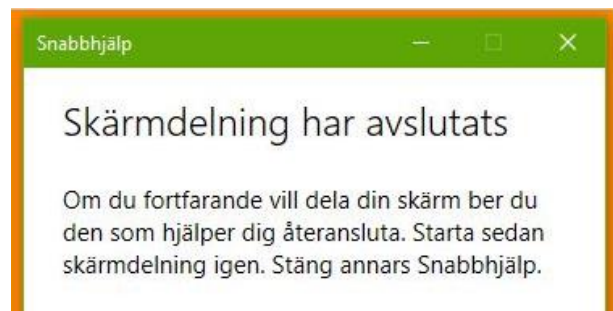 Snabbhjälp
Skärmdelning har avslutats
Om du fortfarande vill dela din skärm ber du
den som hjälper dig återansluta. Starta sedan
skärmdelning igen. Stäng annars Snabbhjälp.